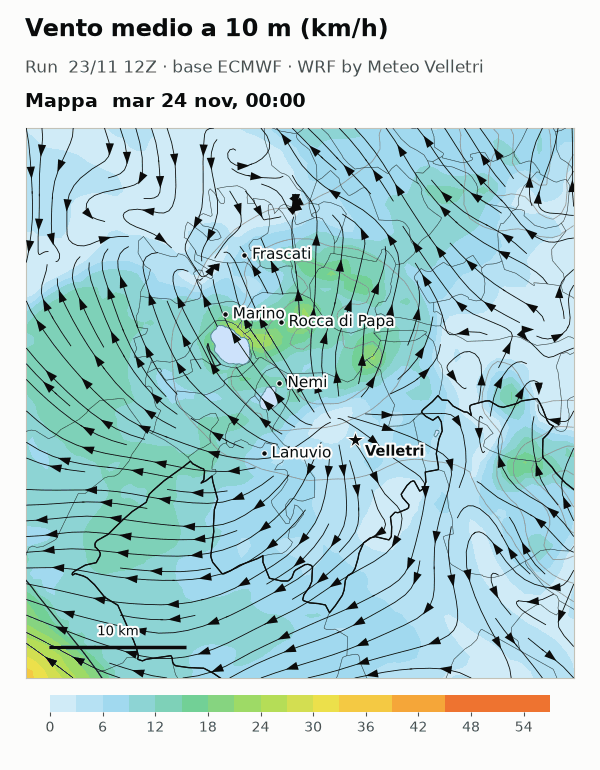 Vento medio a 10 m (km/h)
Run  23/11 12Z · base ECMWF · WRF by Meteo Velletri
Mappa  mar 24 nov, 00:00
Frascati
Marino
Rocca di Papa
Nemi
Velletri
Lanuvio
10 km
0 6 12 18 24 30 36 42 48 54